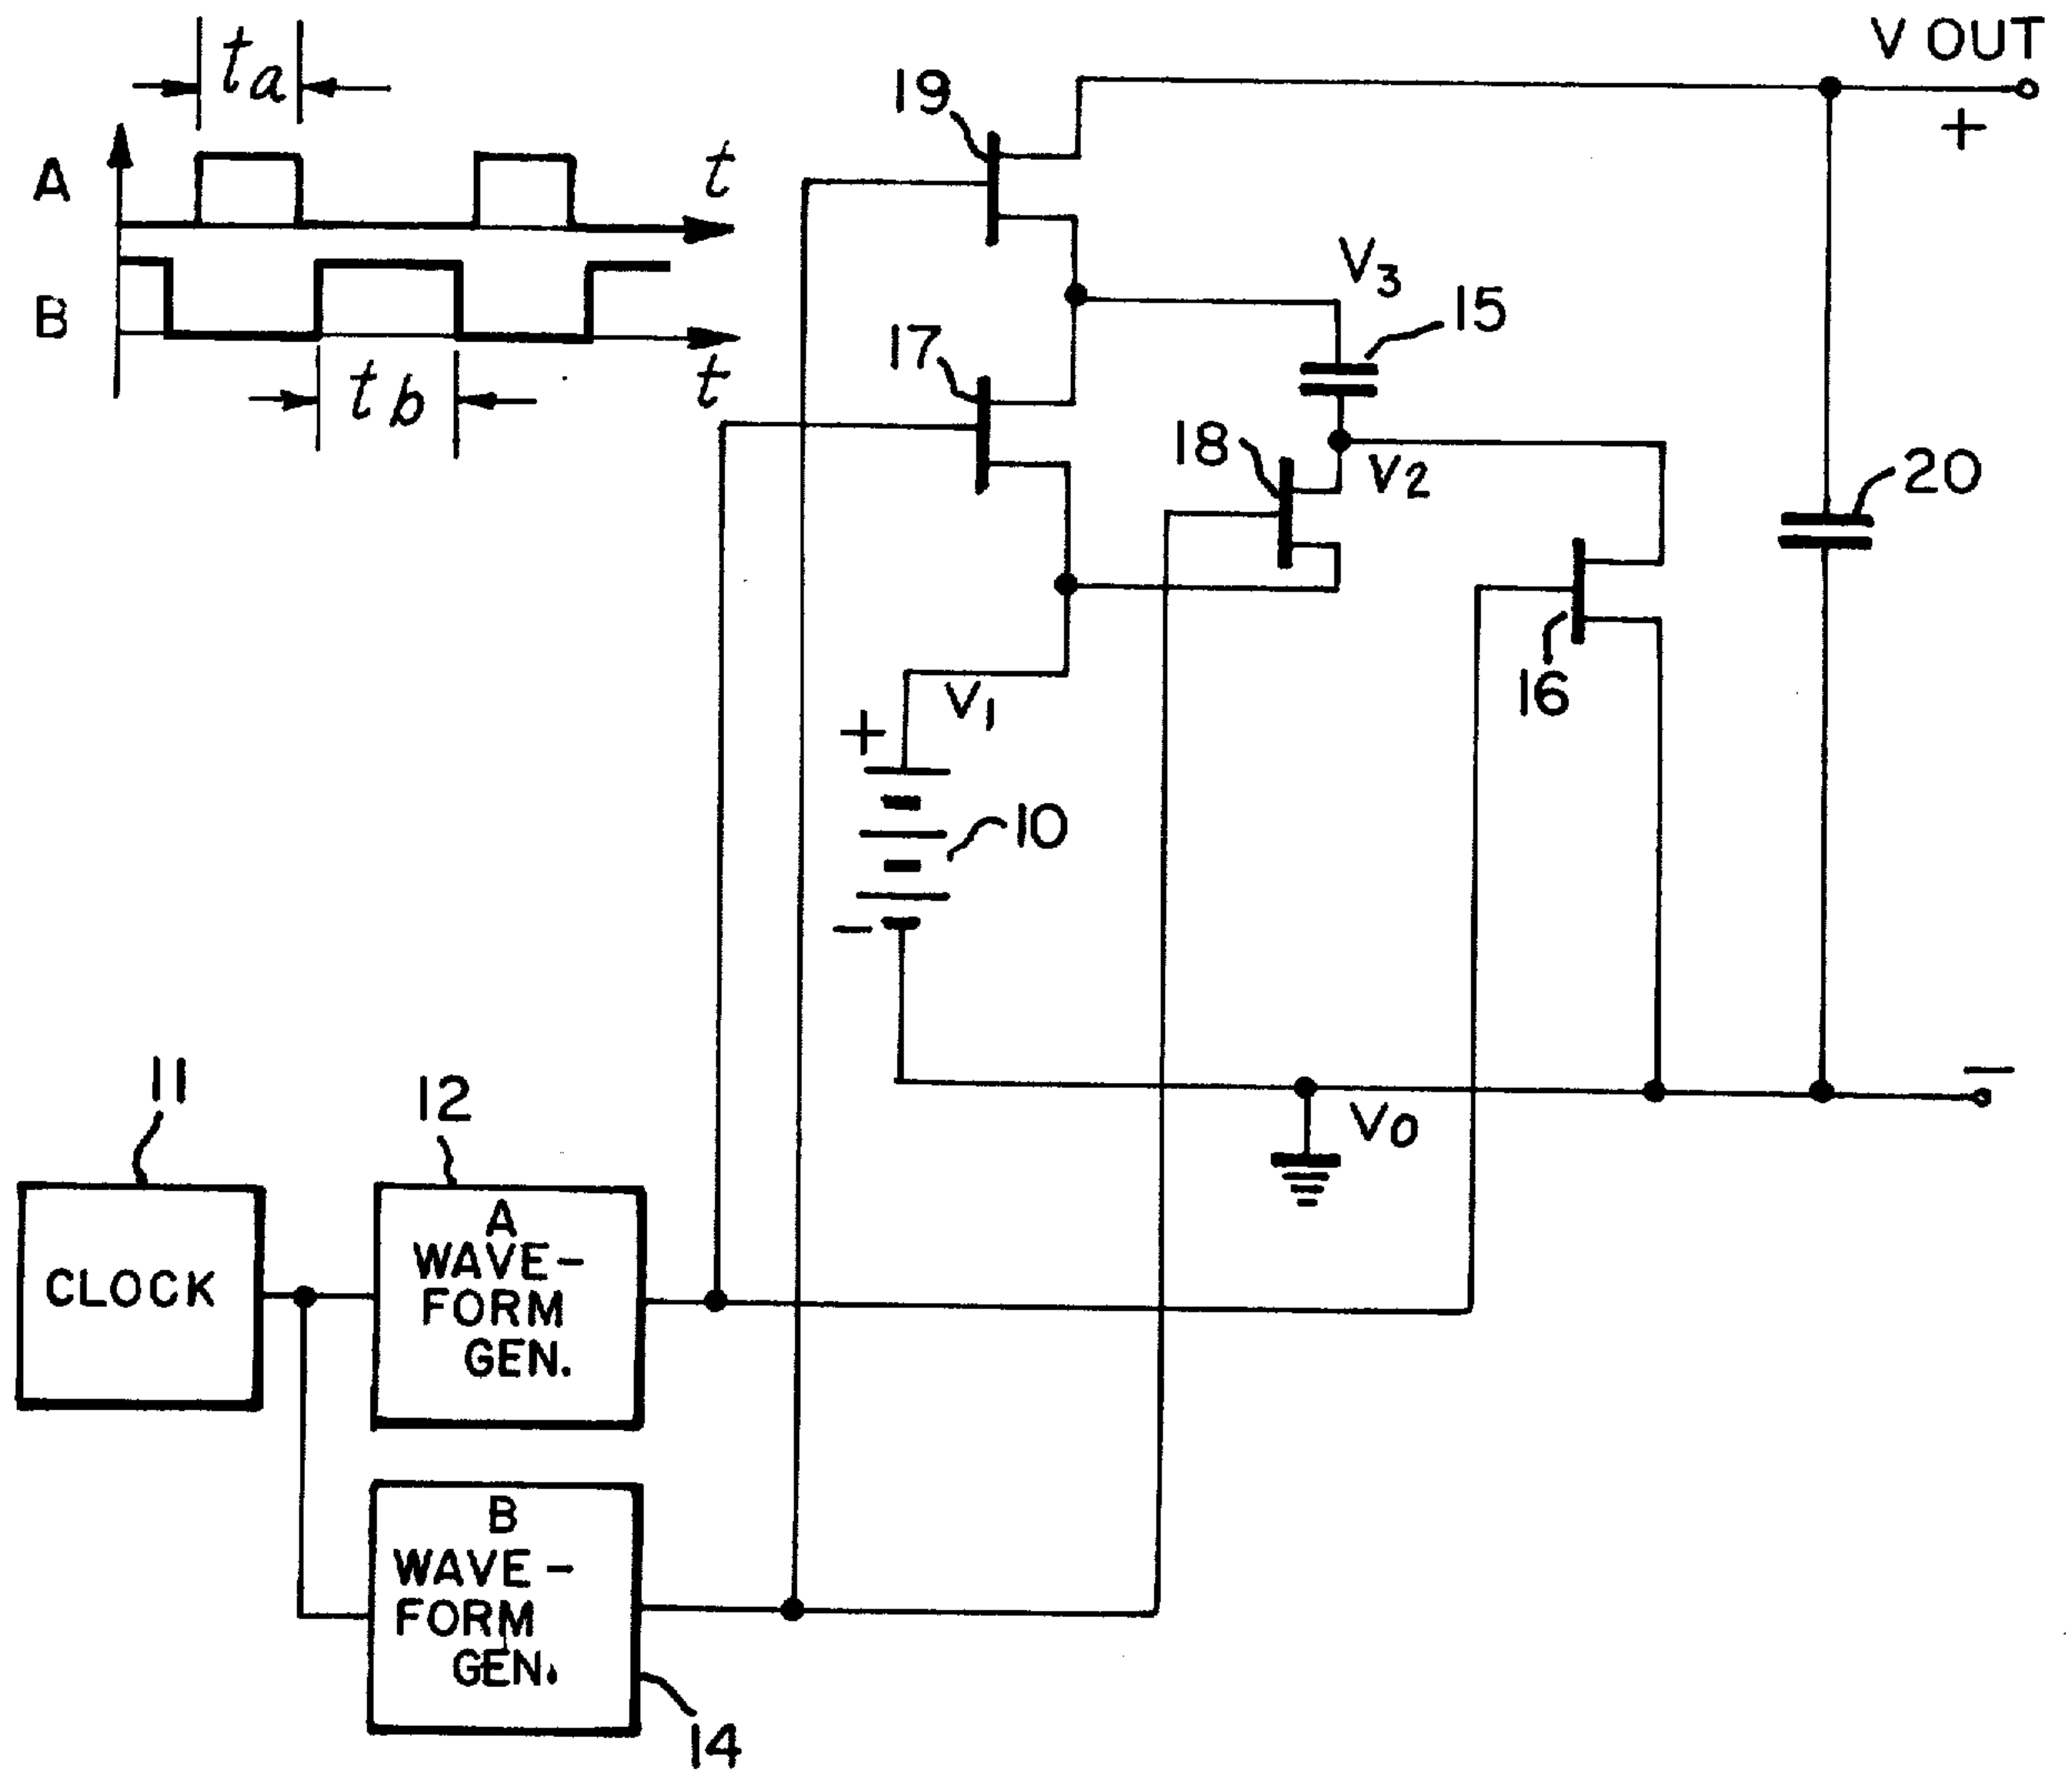 ta
A
t
B
tb
t
V OUT
+
19
V3
15
17
18
V2
20
16
V1
+
10
-
11
12
-
V0
CLOCK
A
WAVE-
FORM
GEN.
B
WAVE-
FORM
GEN.
14